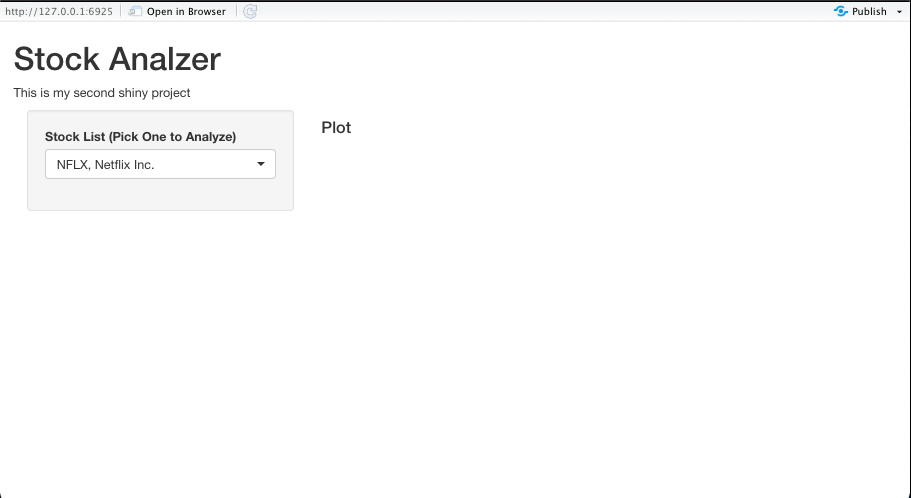 http://127.0.0.1:6925 Open in Browser Publish
Stock Analzer
This is my second shiny project
Stock List (Pick One to Analyze)
NFLX, Netflix Inc.
Plot